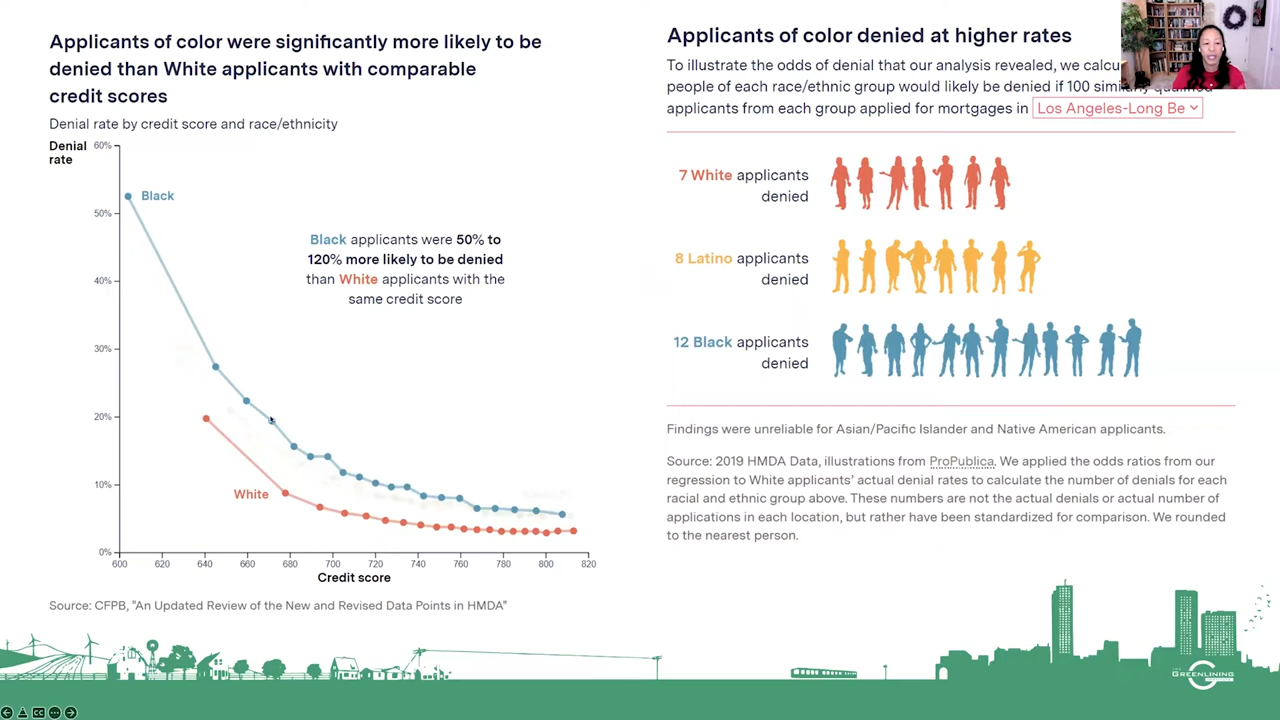 Applicants of color were significantly more likely to be
denied than White applicants with comparable
credit scores
Denial rate by credit score and race/ethnicity
Denial
rate
60%
50%
40%
30%
20%
10%
0%
Black
Black applicants were 50% to
120% more likely to be denied
than White applicants with the
same credit score
White
600 620 640 660 680 700 720 740 760 780 800 820
Credit score
Source: CFPB, "An Updated Review of the New and Revised Data Points in HMDA"
Applicants of color denied at higher rates
To illustrate the odds of denial that our analysis revealed, we calcu
people of each race/ethnic group would likely be denied if 100 similarly qualified
applicants from each group applied for mortgages in Los Angeles-Long Be
7 White applicants
denied
8 Latino applicants
denied
12 Black applicants
denied
Findings were unreliable for Asian/Pacific Islander and Native American applicants.
Source: 2019 HMDA Data, illustrations from ProPublica. We applied the odds ratios from our
regression to White applicants' actual denial rates to calculate the number of denials for each
racial and ethnic group above. These numbers are not the actual denials or actual number of
applications in each location, but rather have been standardized for comparison. We rounded
to the nearest person.
THE
GREENLINING
INSTITUTE
CC